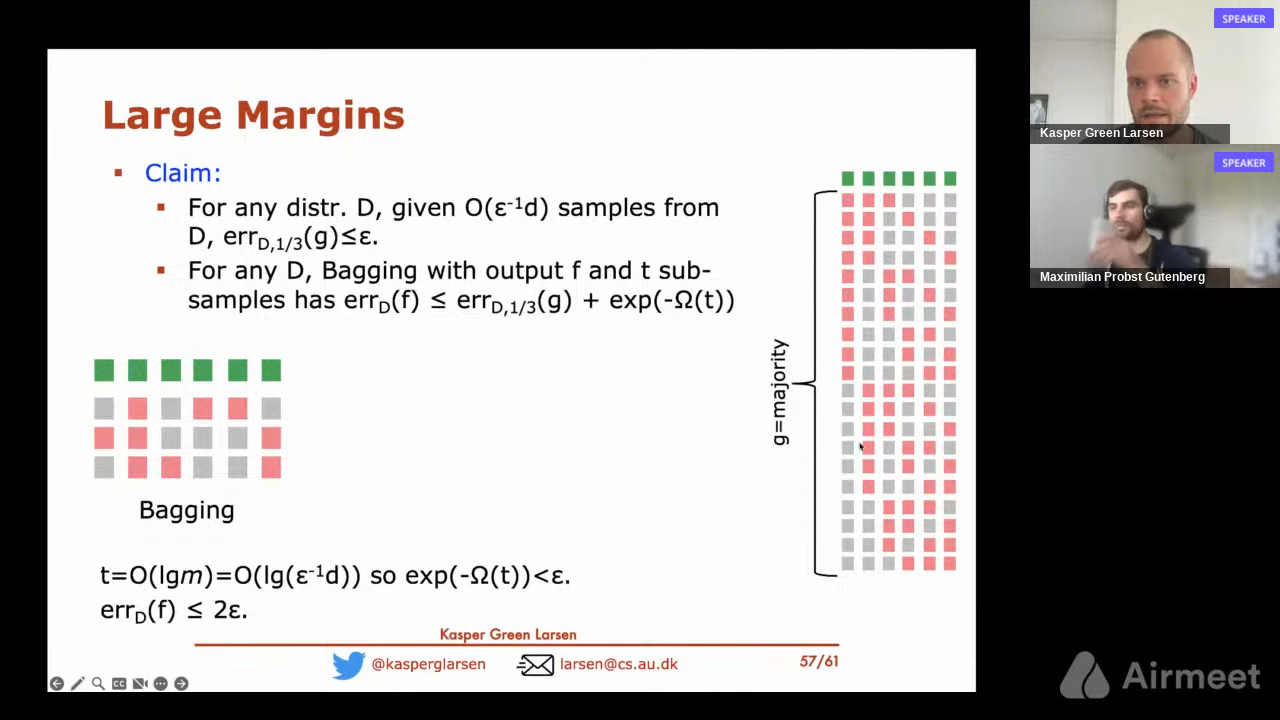 SPEAKER
Kasper Green Larsen
SPEAKER
Maximilian Probst Gutenberg
Large Margins
Claim:
For any distr. D, given O(ε⁻¹d) samples from
D, err_D,1/3(g)≤ε.
For any D, Bagging with output f and t sub-
samples has err_D(f) ≤ err_D,1/3(g) + exp(-Ω(t))
g=majority
Bagging
t=O(lgm)=O(lg(ε⁻¹d)) so exp(-Ω(t))<ε.
err_D(f) ≤ 2ε.
Kasper Green Larsen
@kasperglarsen
larsen@cs.au.dk
57/61
CC
Airmeet